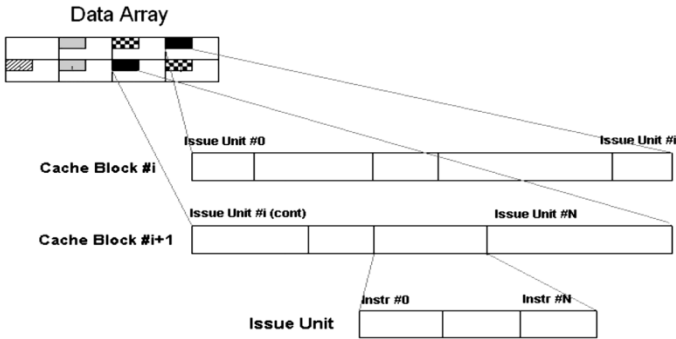 Data Array
Issue Unit #0 Issue Unit #i
Cache Block #i
Issue Unit #i (cont) Issue Unit #N
Cache Block #i+1
Instr #0 Instr #N
Issue Unit